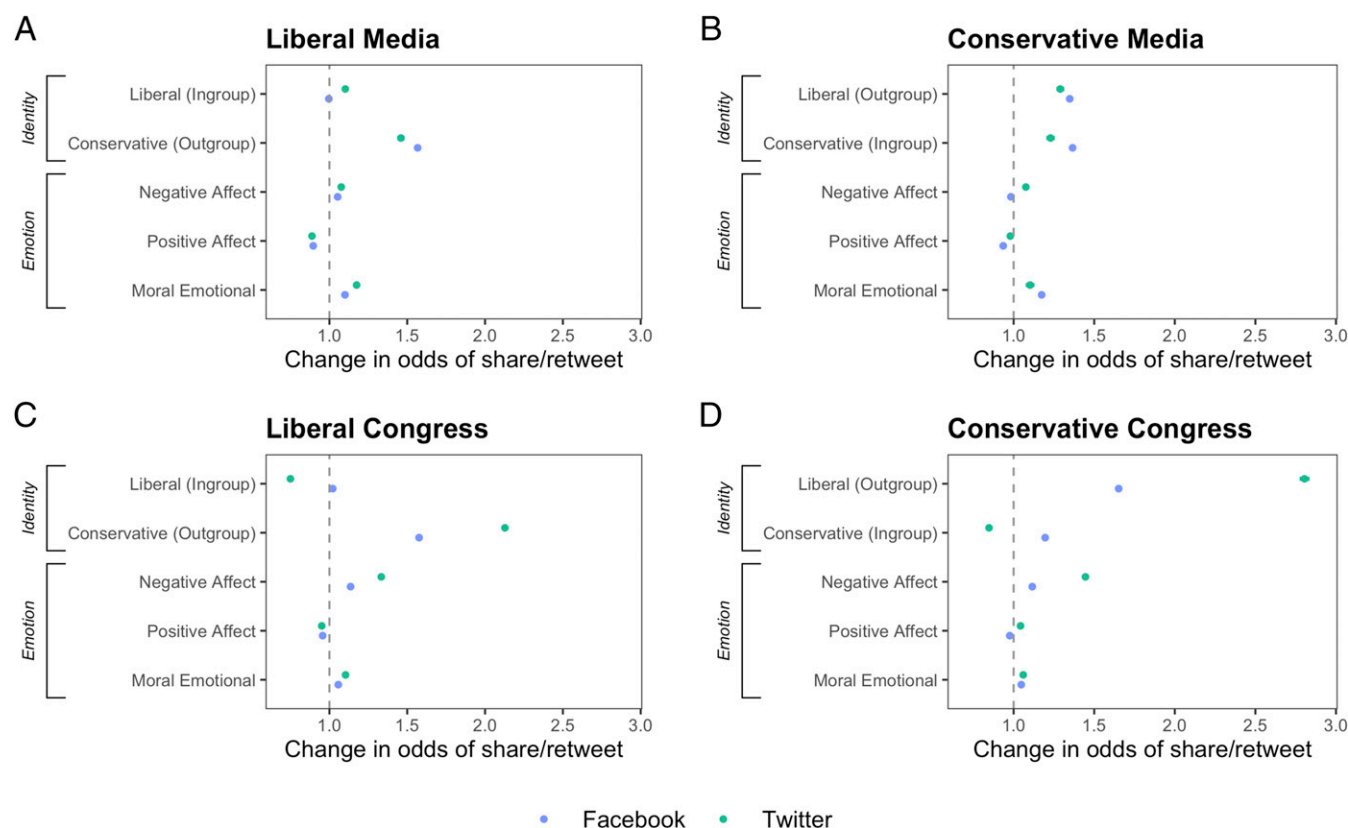 A
Liberal Media
Identity
Liberal (Ingroup)
Conservative (Outgroup)
Emotion
Negative Affect
Positive Affect
Moral Emotional
1.0 1.5 2.0 2.5 3.0
Change in odds of share/retweet
B
Conservative Media
Identity
Liberal (Outgroup)
Conservative (Ingroup)
Emotion
Negative Affect
Positive Affect
Moral Emotional
1.0 1.5 2.0 2.5 3.0
Change in odds of share/retweet
C
Liberal Congress
Identity
Liberal (Ingroup)
Conservative (Outgroup)
Emotion
Negative Affect
Positive Affect
Moral Emotional
1.0 1.5 2.0 2.5 3.0
Change in odds of share/retweet
D
Conservative Congress
Identity
Liberal (Outgroup)
Conservative (Ingroup)
Emotion
Negative Affect
Positive Affect
Moral Emotional
1.0 1.5 2.0 2.5 3.0
Change in odds of share/retweet
Facebook Twitter